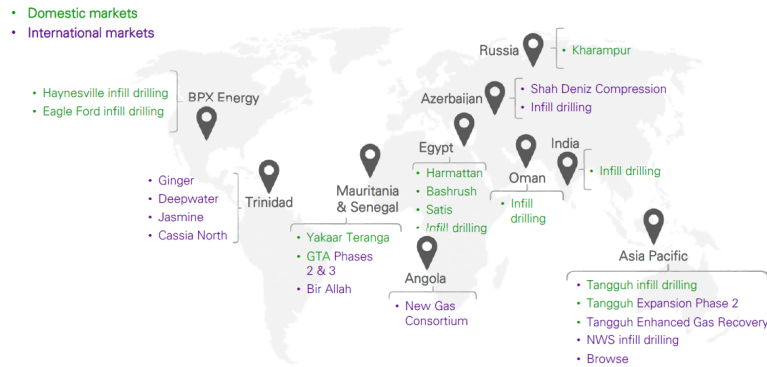 • Domestic markets
• International markets
Russia
• Kharampur
• Haynesville infill drilling
• Eagle Ford infill drilling
BPX Energy
Azerbaijan
• Shah Deniz Compression
• Infill drilling
Egypt
• Harmattan
• Bashrush
• Satis
• Infill drilling
Oman
• Infill
drilling
India
• Infill drilling
• Ginger
• Deepwater
• Jasmine
• Cassia North
Trinidad
Mauritania
& Senegal
• Yakaar Teranga
• GTA Phases
2 & 3
• Bir Allah
Angola
• New Gas
Consortium
Asia Pacific
• Tangguh infill drilling
• Tangguh Expansion Phase 2
• Tangguh Enhanced Gas Recovery
• NWS infill drilling
• Browse